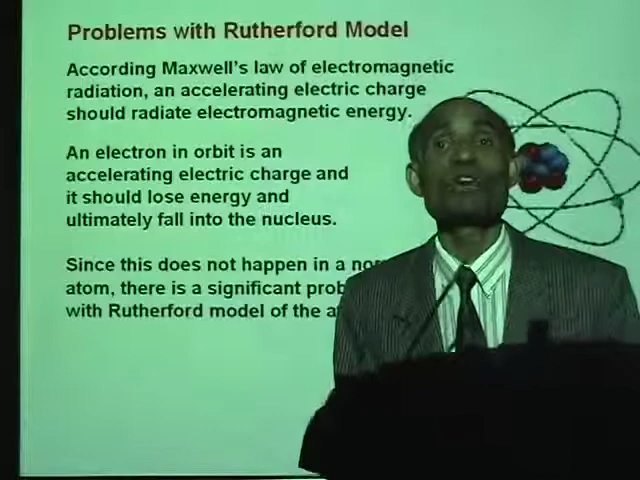 Problems with Rutherford Model
According Maxwell's law of electromagnetic
radiation, an accelerating electric charge
should radiate electromagnetic energy.
An electron in orbit is an
accelerating electric charge and
it should lose energy and
ultimately fall into the nucleus.
Since this does not happen in a
atom, there is a significant
with Rutherford model of the